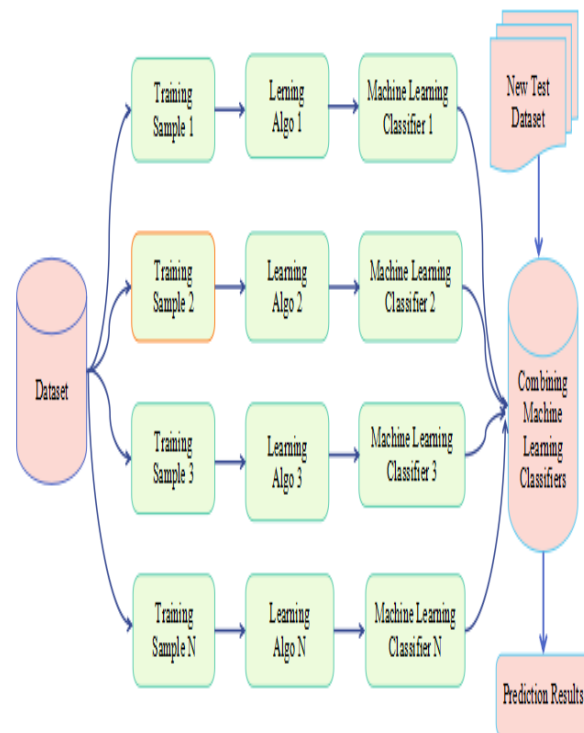 Training
Sample 1
Lerning
Algo 1
Machine Learning
Classifier 1
New Test
Dataset
Training
Sample 2
Learning
Algo 2
Machine Learning
Classifier 2
Dataset
Combining
Machine
Learning
Classifiers
Training
Sample 3
Learning
Algo 3
Machine Learning
Classifier 3
Training
Sample N
Learning
Algo N
Machine Learning
Classifier N
Prediction Results